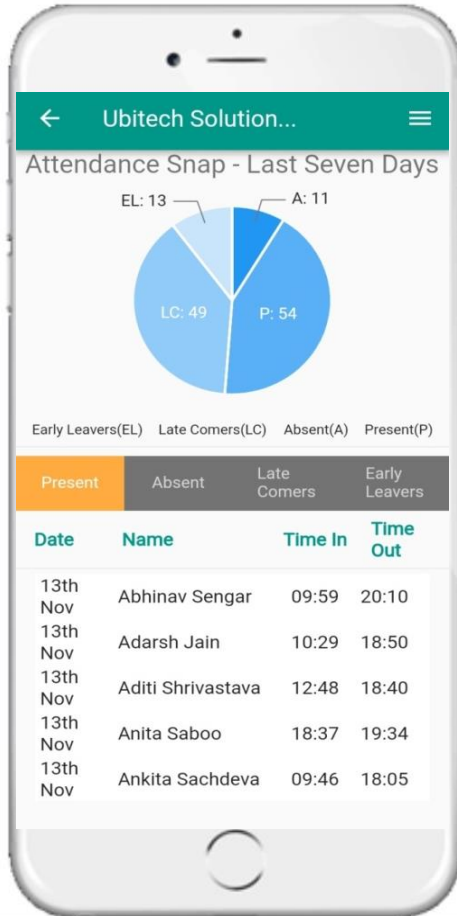 Ubitech Solution...
Attendance Snap - Last Seven Days
EL: 13
A: 11
LC: 49
P: 54
Early Leavers(EL) Late Comers(LC) Absent(A) Present(P)
Present Absent Late Comers Early Leavers
Date Name Time In Time Out
13th Nov Abhinav Sengar 09:59 20:10
13th Nov Adarsh Jain 10:29 18:50
13th Nov Aditi Shrivastava 12:48 18:40
13th Nov Anita Saboo 18:37 19:34
13th Nov Ankita Sachdeva 09:46 18:05